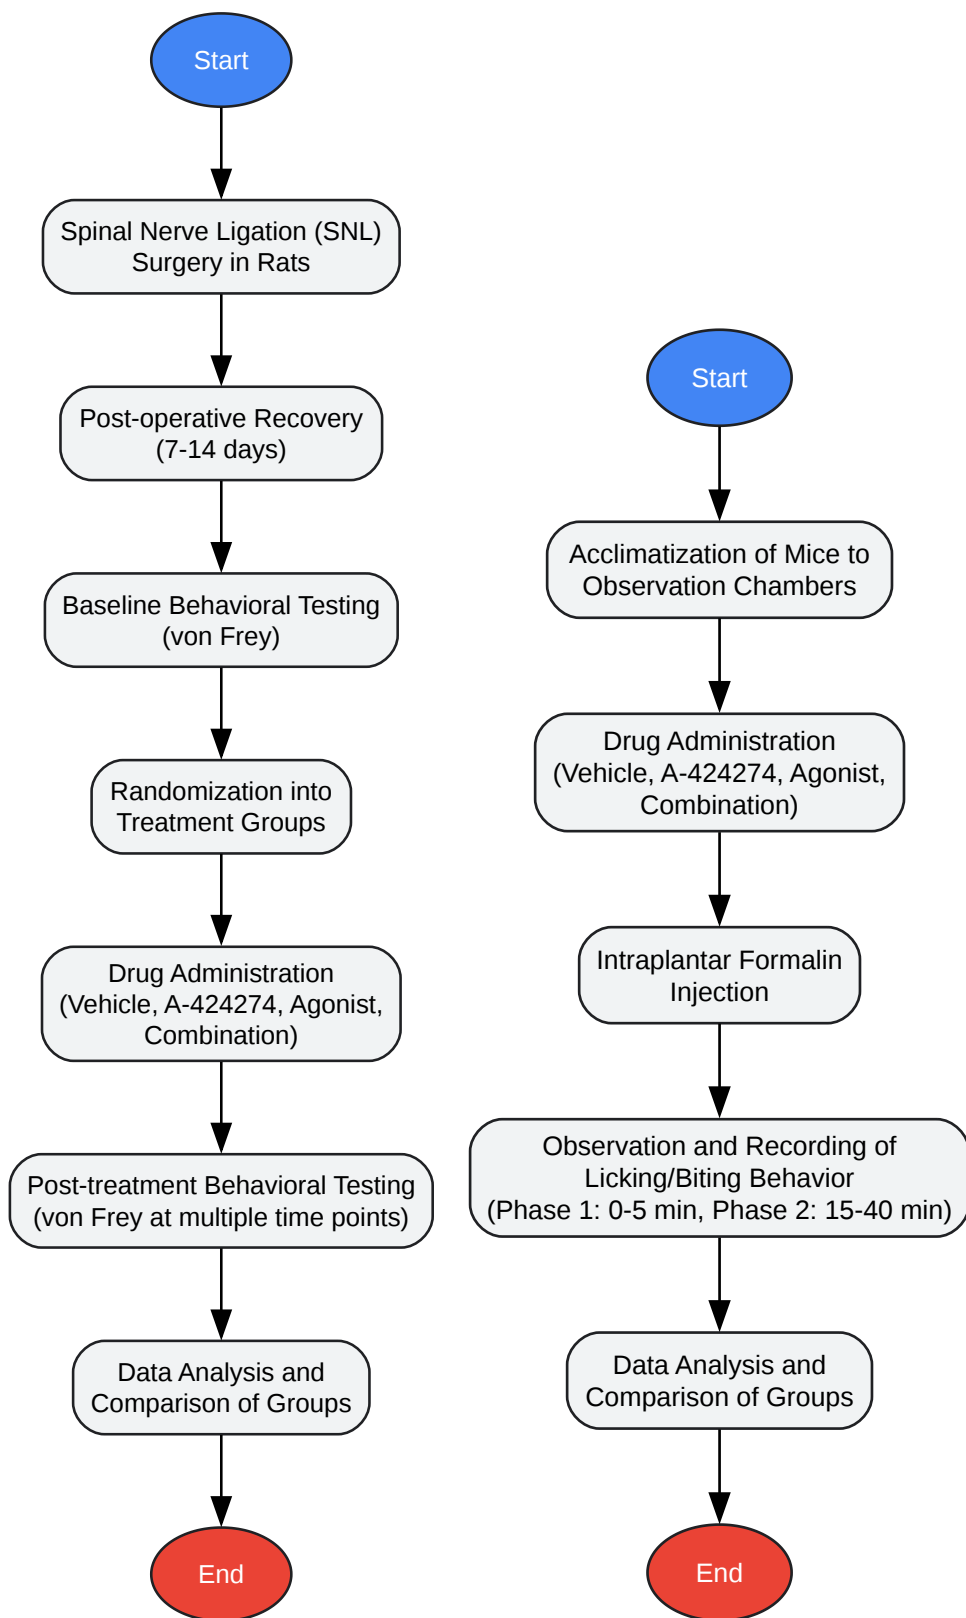 Start
Spinal Nerve Ligation (SNL)
Surgery in Rats
Post-operative Recovery
(7-14 days)
Baseline Behavioral Testing
(von Frey)
Randomization into
Treatment Groups
Drug Administration
(Vehicle, A-424274, Agonist,
Combination)
Post-treatment Behavioral Testing
(von Frey at multiple time points)
Data Analysis and
Comparison of Groups
End
Start
Acclimatization of Mice to
Observation Chambers
Drug Administration
(Vehicle, A-424274, Agonist,
Combination)
Intraplantar Formalin
Injection
Observation and Recording of
Licking/Biting Behavior
(Phase 1: 0-5 min, Phase 2: 15-40 min)
Data Analysis and
Comparison of Groups
End